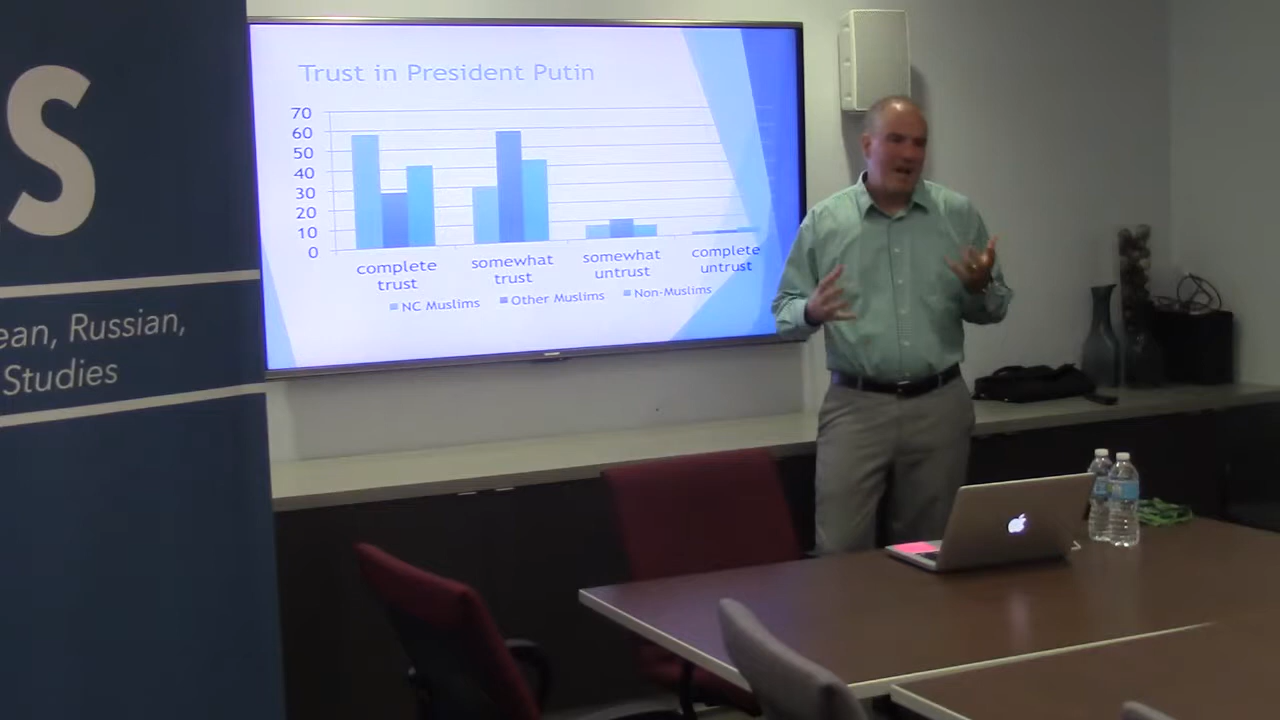 S
ean, Russian,
Studies
Trust in President Putin
70
60
50
40
30
20
10
0
complete trust
somewhat trust
somewhat untrust
complete untrust
NC Muslims
Other Muslims
Non-Muslims